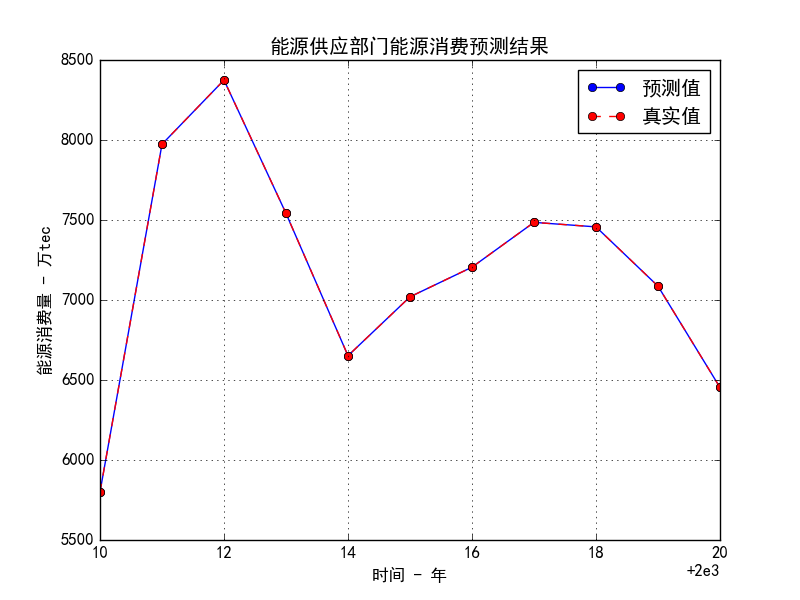 能源供应部门能源消费预测结果
预测值
真实值
能源消费量 - 万tec
8500
8000
7500
7000
6500
6000
5500
10 12 14 16 18 20
+2e3
时间 - 年